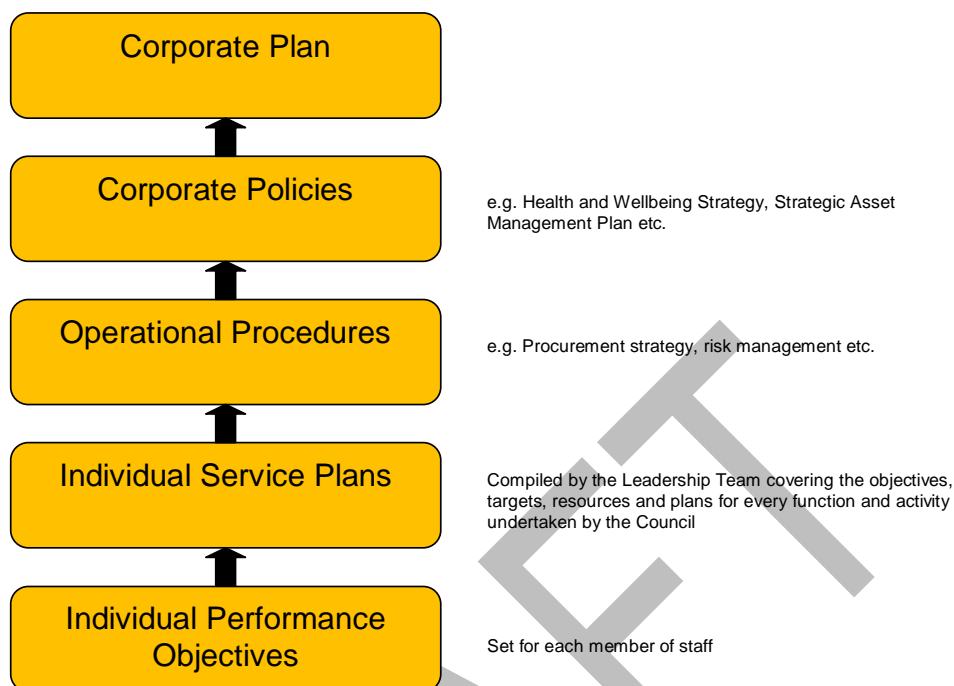 Corporate Plan
Corporate Policies
e.g. Health and Wellbeing Strategy, Strategic Asset
Management Plan etc.
Operational Procedures
e.g. Procurement strategy, risk management etc.
Individual Service Plans
Compiled by the Leadership Team covering the objectives,
targets, resources and plans for every function and activity
undertaken by the Council
Individual Performance
Objectives
Set for each member of staff